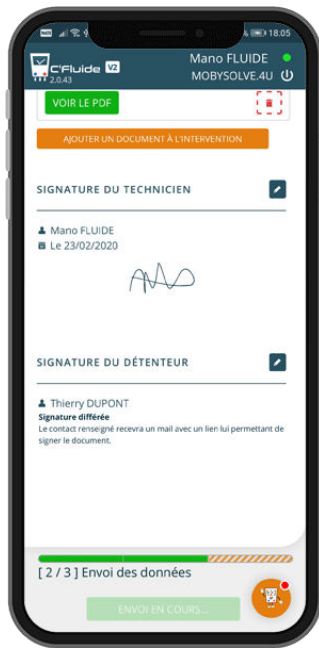 18.05
C'Fluide V2
2.0.43
Mano FLUIDE
MOBYSOLVE.4U
VOIR LE PDF
AJOUTER UN DOCUMENT À L'INTERVENTION
SIGNATURE DU TECHNICIEN
Mano FLUIDE
Le 23/02/2020
SIGNATURE DU DÉTENTEUR
Thierry DUPONT
Signature différée
Le contact renseigné recevra un mail avec un lien lui permettant de
signer le document.
[ 2 / 3 ] Envoi des données
ENVOI EN COURS...